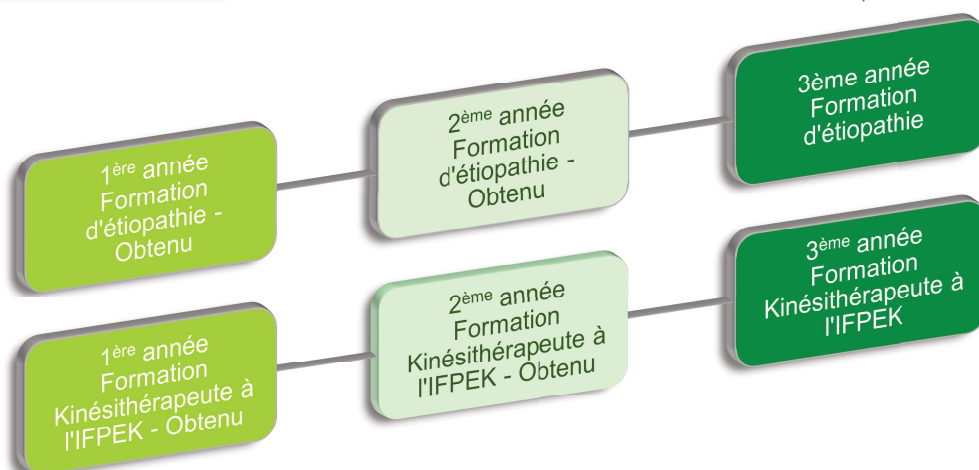 1ère année
Formation
d'étiopathie -
Obtenu
2ème année
Formation
d'étiopathie -
Obtenu
3ème année
Formation
d'étiopathie
1ère année
Formation
Kinésithérapeute à
l'IFPEK - Obtenu
2ème année
Formation
Kinésithérapeute à
l'IFPEK - Obtenu
3ème année
Formation
Kinésithérapeute à
l'IFPEK